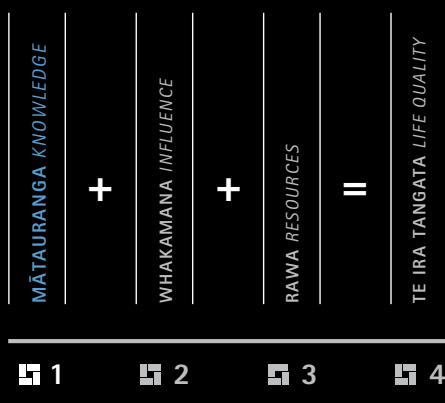 MĀTAURANGA KNOWLEDGE
+
WHAKAMANA INFLUENCE
+
RAWA RESOURCES
=
TE IRA TANGATA LIFE QUALITY
1
2
3
4